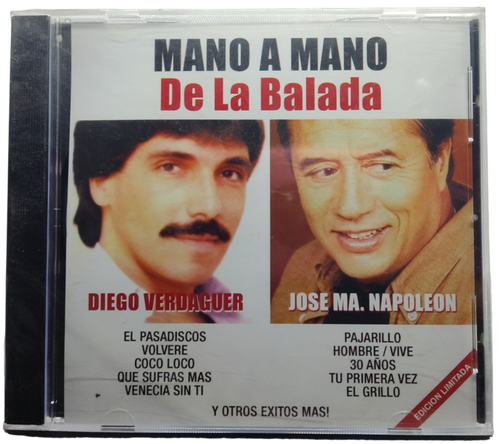 MANO A MANO
De La Balada
DIEGO VERDAGUER
JOSE MA. NAPOLEON
EL PASADISCOS
VOLVERE
COCO LOCO
QUE SUFRAS MAS
VENECIA SIN TI
PAJARILLO
HOMBRE / VIVE
30 AÑOS
TU PRIMERA VEZ
EL GRILLO
EDICION LIMITADA
Y OTROS EXITOS MAS!